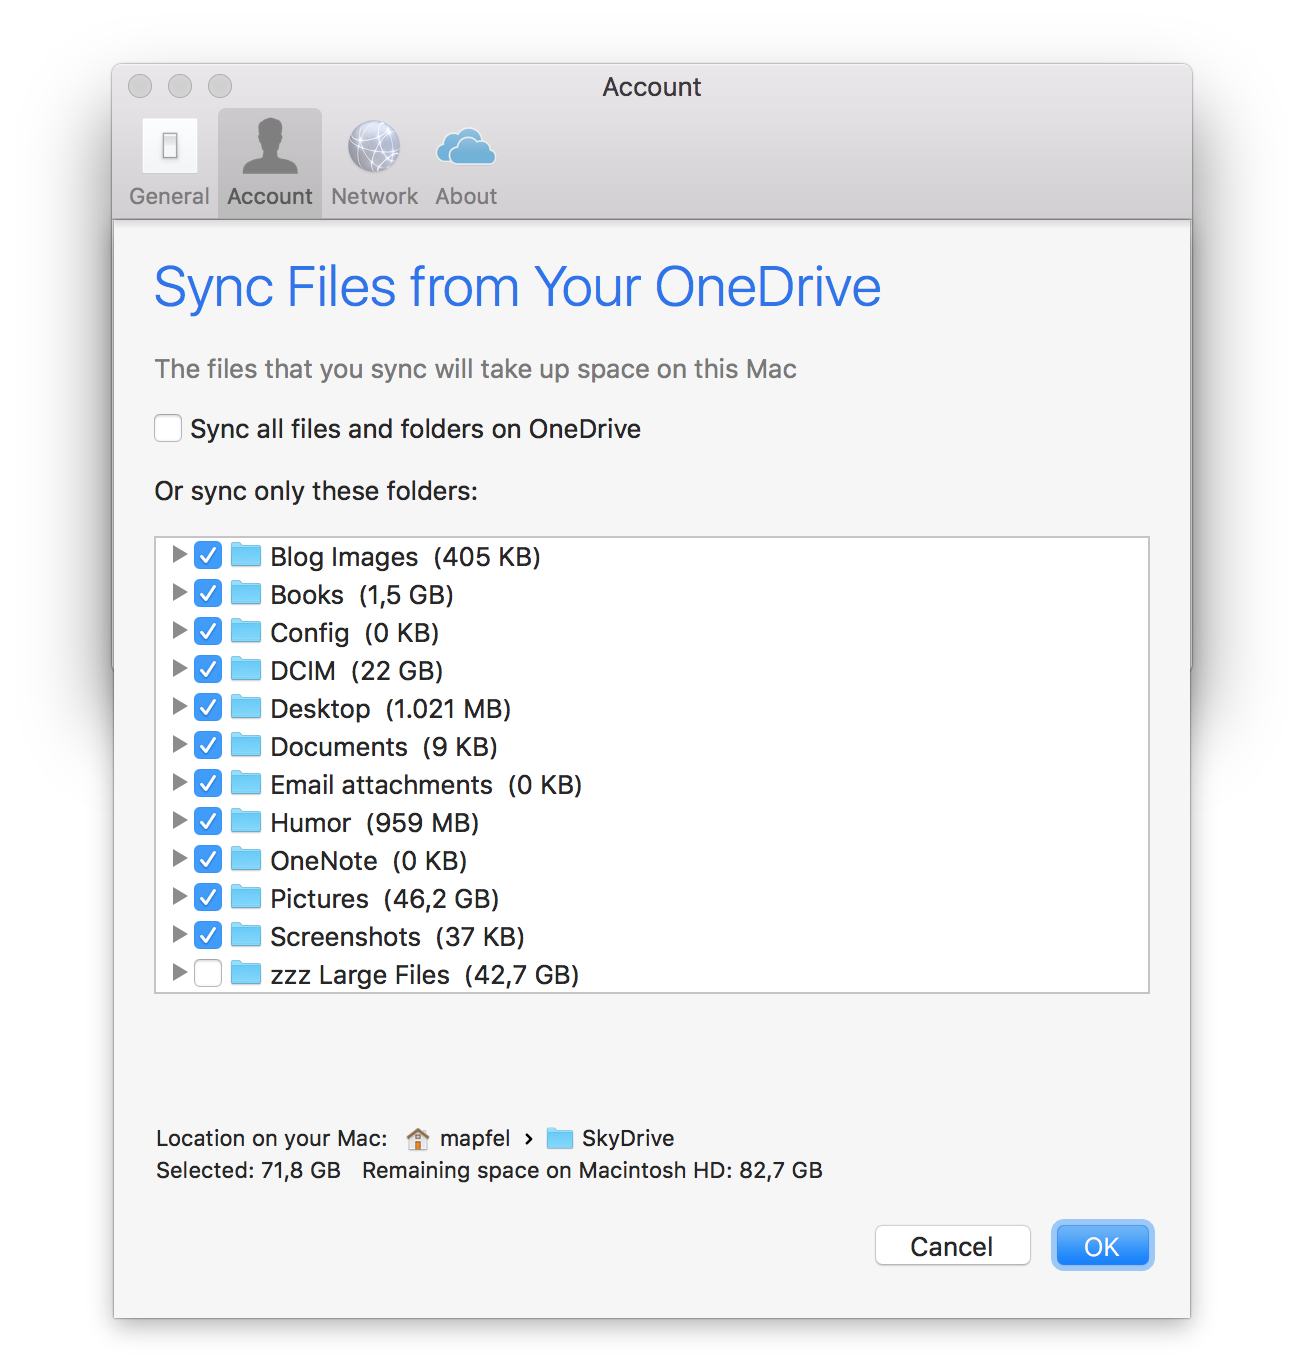 Account
General Account Network About
Sync Files from Your OneDrive
The files that you sync will take up space on this Mac
Sync all files and folders on OneDrive
Or sync only these folders:
Blog Images (405 KB)
Books (1,5 GB)
Config (0 KB)
DCIM (22 GB)
Desktop (1.021 MB)
Documents (9 KB)
Email attachments (0 KB)
Humor (959 MB)
OneNote (0 KB)
Pictures (46,2 GB)
Screenshots (37 KB)
zzz Large Files (42,7 GB)
Location on your Mac: mapfel › SkyDrive
Selected: 71,8 GB Remaining space on Macintosh HD: 82,7 GB
Cancel OK